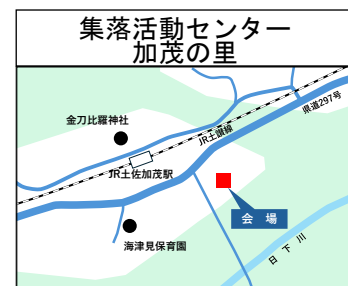 集落活動センター
加茂の里
県道297号
金刀比羅神社
JR土讃線
JR土佐加茂駅
会 場
海津見保育園
日下川